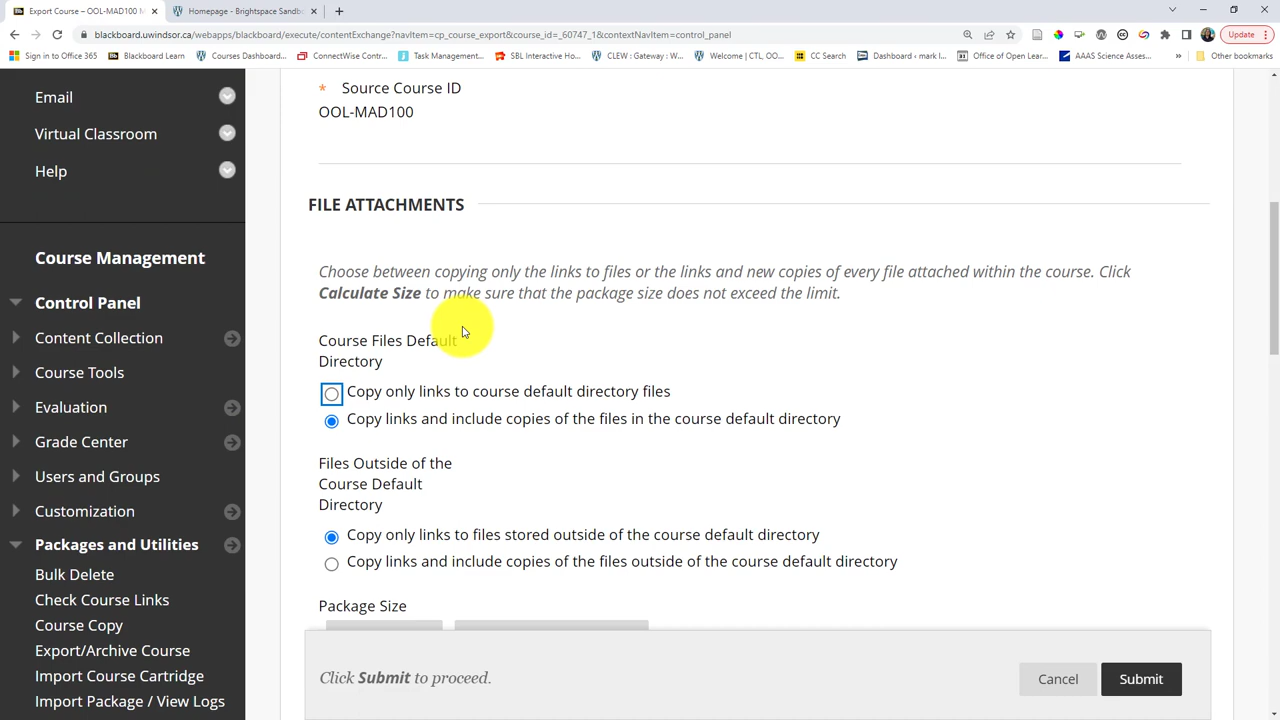 Export Course – OOL-MAD100 M
Homepage - Brightspace Sandb
Update
blackboard.uwindsor.ca/webapps/blackboard/execute/contentExchange?navItem=cp_course_export&course_id=_60747_1&contextNavItem=control_panel
Sign in to Office 365
Blackboard Learn
Courses Dashboard...
ConnectWise Contr...
Task Management...
SBL Interactive Ho...
CLEW : Gateway : W...
Welcome | CTL, OO...
CC Search
Dashboard ‹ mark l...
Office of Open Lear...
AAAS Science Asses...
Other bookmarks
Email
Virtual Classroom
Help
Course Management
Control Panel
Content Collection
Course Tools
Evaluation
Grade Center
Users and Groups
Customization
Packages and Utilities
Bulk Delete
Check Course Links
Course Copy
Export/Archive Course
Import Course Cartridge
Import Package / View Logs
* Source Course ID
OOL-MAD100
FILE ATTACHMENTS
Choose between copying only the links to files or the links and new copies of every file attached within the course. Click
Calculate Size to make sure that the package size does not exceed the limit.
Course Files Default
Directory
Copy only links to course default directory files
Copy links and include copies of the files in the course default directory
Files Outside of the
Course Default
Directory
Copy only links to files stored outside of the course default directory
Copy links and include copies of the files outside of the course default directory
Package Size
Click Submit to proceed.
Cancel
Submit